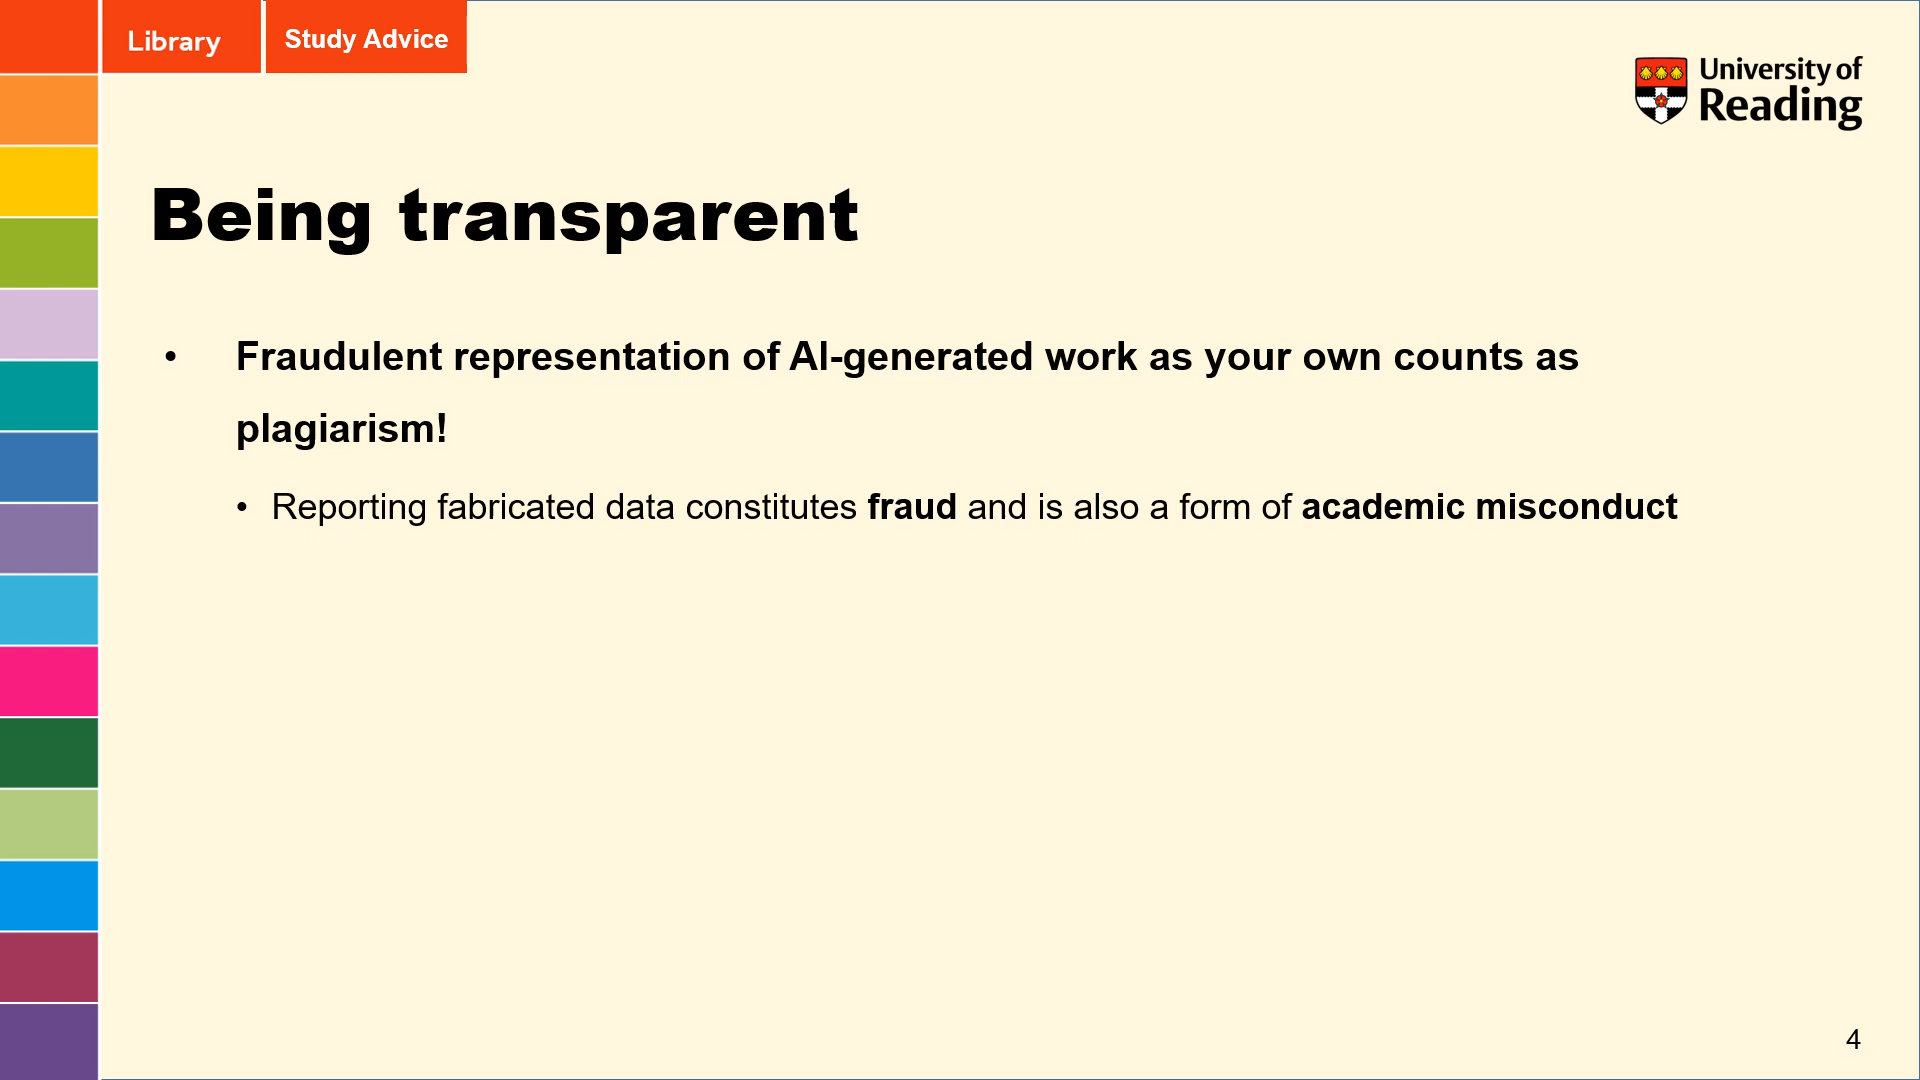 Library
Study Advice
University of
Reading
Being transparent
• Fraudulent representation of AI-generated work as your own counts as
plagiarism!
• Reporting fabricated data constitutes fraud and is also a form of academic misconduct
4